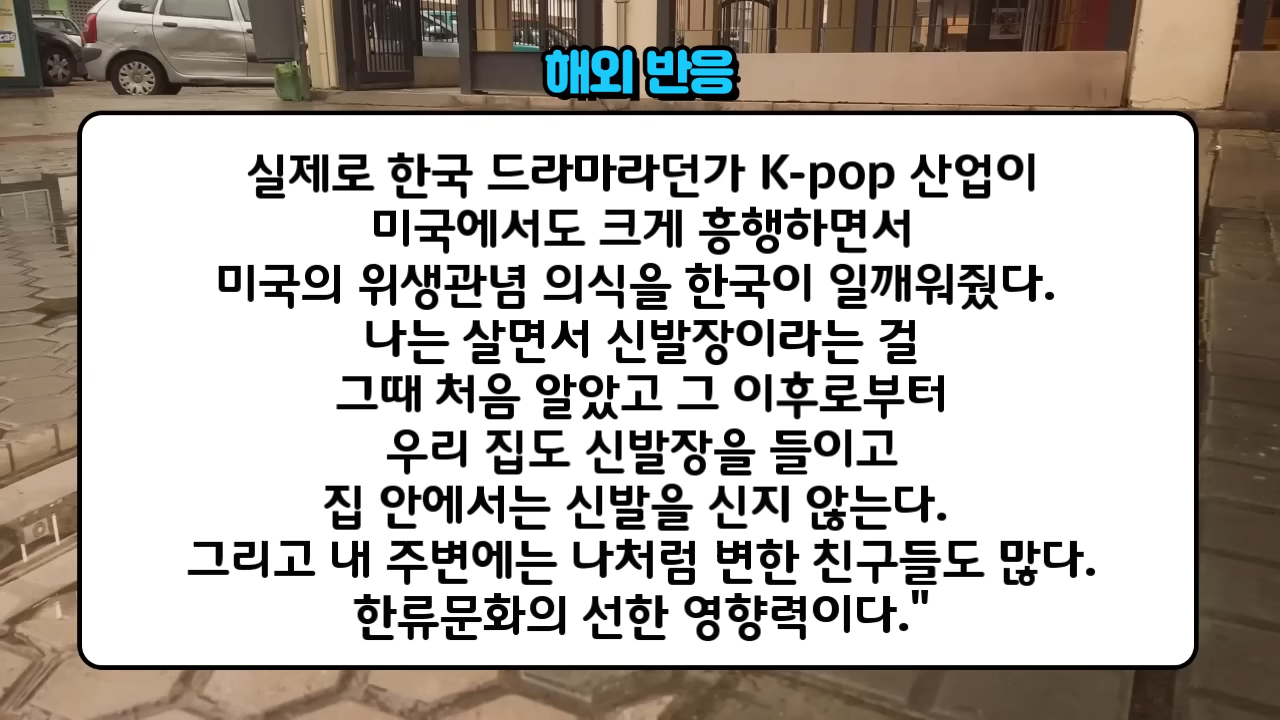 해외 반응
실제로 한국 드라마라던가 K-pop 산업이
미국에서도 크게 흥행하면서
미국의 위생관념 의식을 한국이 일깨워줬다.
나는 살면서 신발장이라는 걸
그때 처음 알았고 그 이후로부터
우리 집도 신발장을 들이고
집 안에서는 신발을 신지 않는다.
그리고 내 주변에는 나처럼 변한 친구들도 많다.
한류문화의 선한 영향력이다."